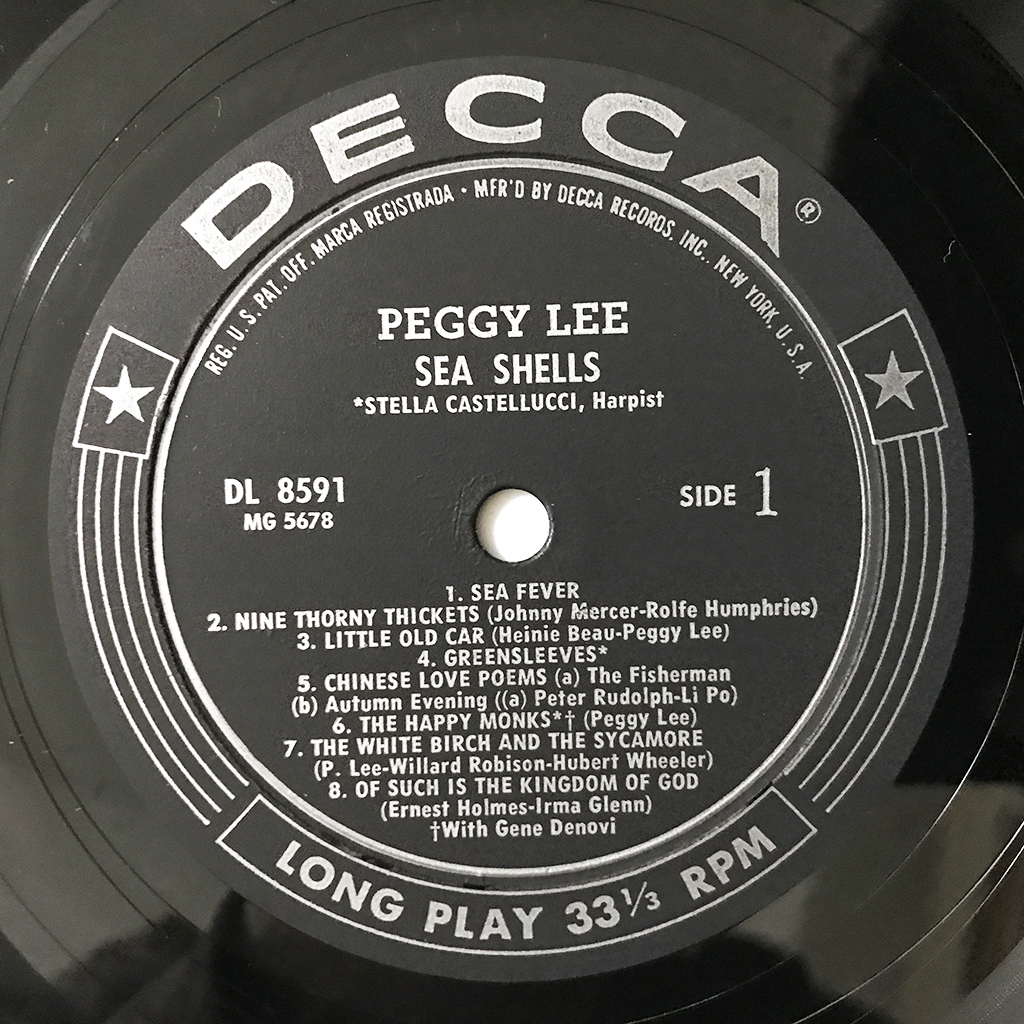 DECCA®
REG. U. S. PAT. OFF. MARCA REGISTRADA • MFR'D BY DECCA RECORDS, INC., NEW YORK, U. S. A.
PEGGY LEE
SEA SHELLS
*STELLA CASTELLUCCI, Harpist
DL 8591
MG 5678
SIDE 1
1. SEA FEVER
2. NINE THORNY THICKETS (Johnny Mercer-Rolfe Humphries)
3. LITTLE OLD CAR (Heinie Beau-Peggy Lee)
4. GREENSLEEVES*
5. CHINESE LOVE POEMS (a) The Fisherman
(b) Autumn Evening ((a) Peter Rudolph-Li Po)
6. THE HAPPY MONKS*† (Peggy Lee)
7. THE WHITE BIRCH AND THE SYCAMORE
(P. Lee-Willard Robison-Hubert Wheeler)
8. OF SUCH IS THE KINGDOM OF GOD
(Ernest Holmes-Irma Glenn)
†With Gene Denovi
LONG PLAY 33⅓ RPM